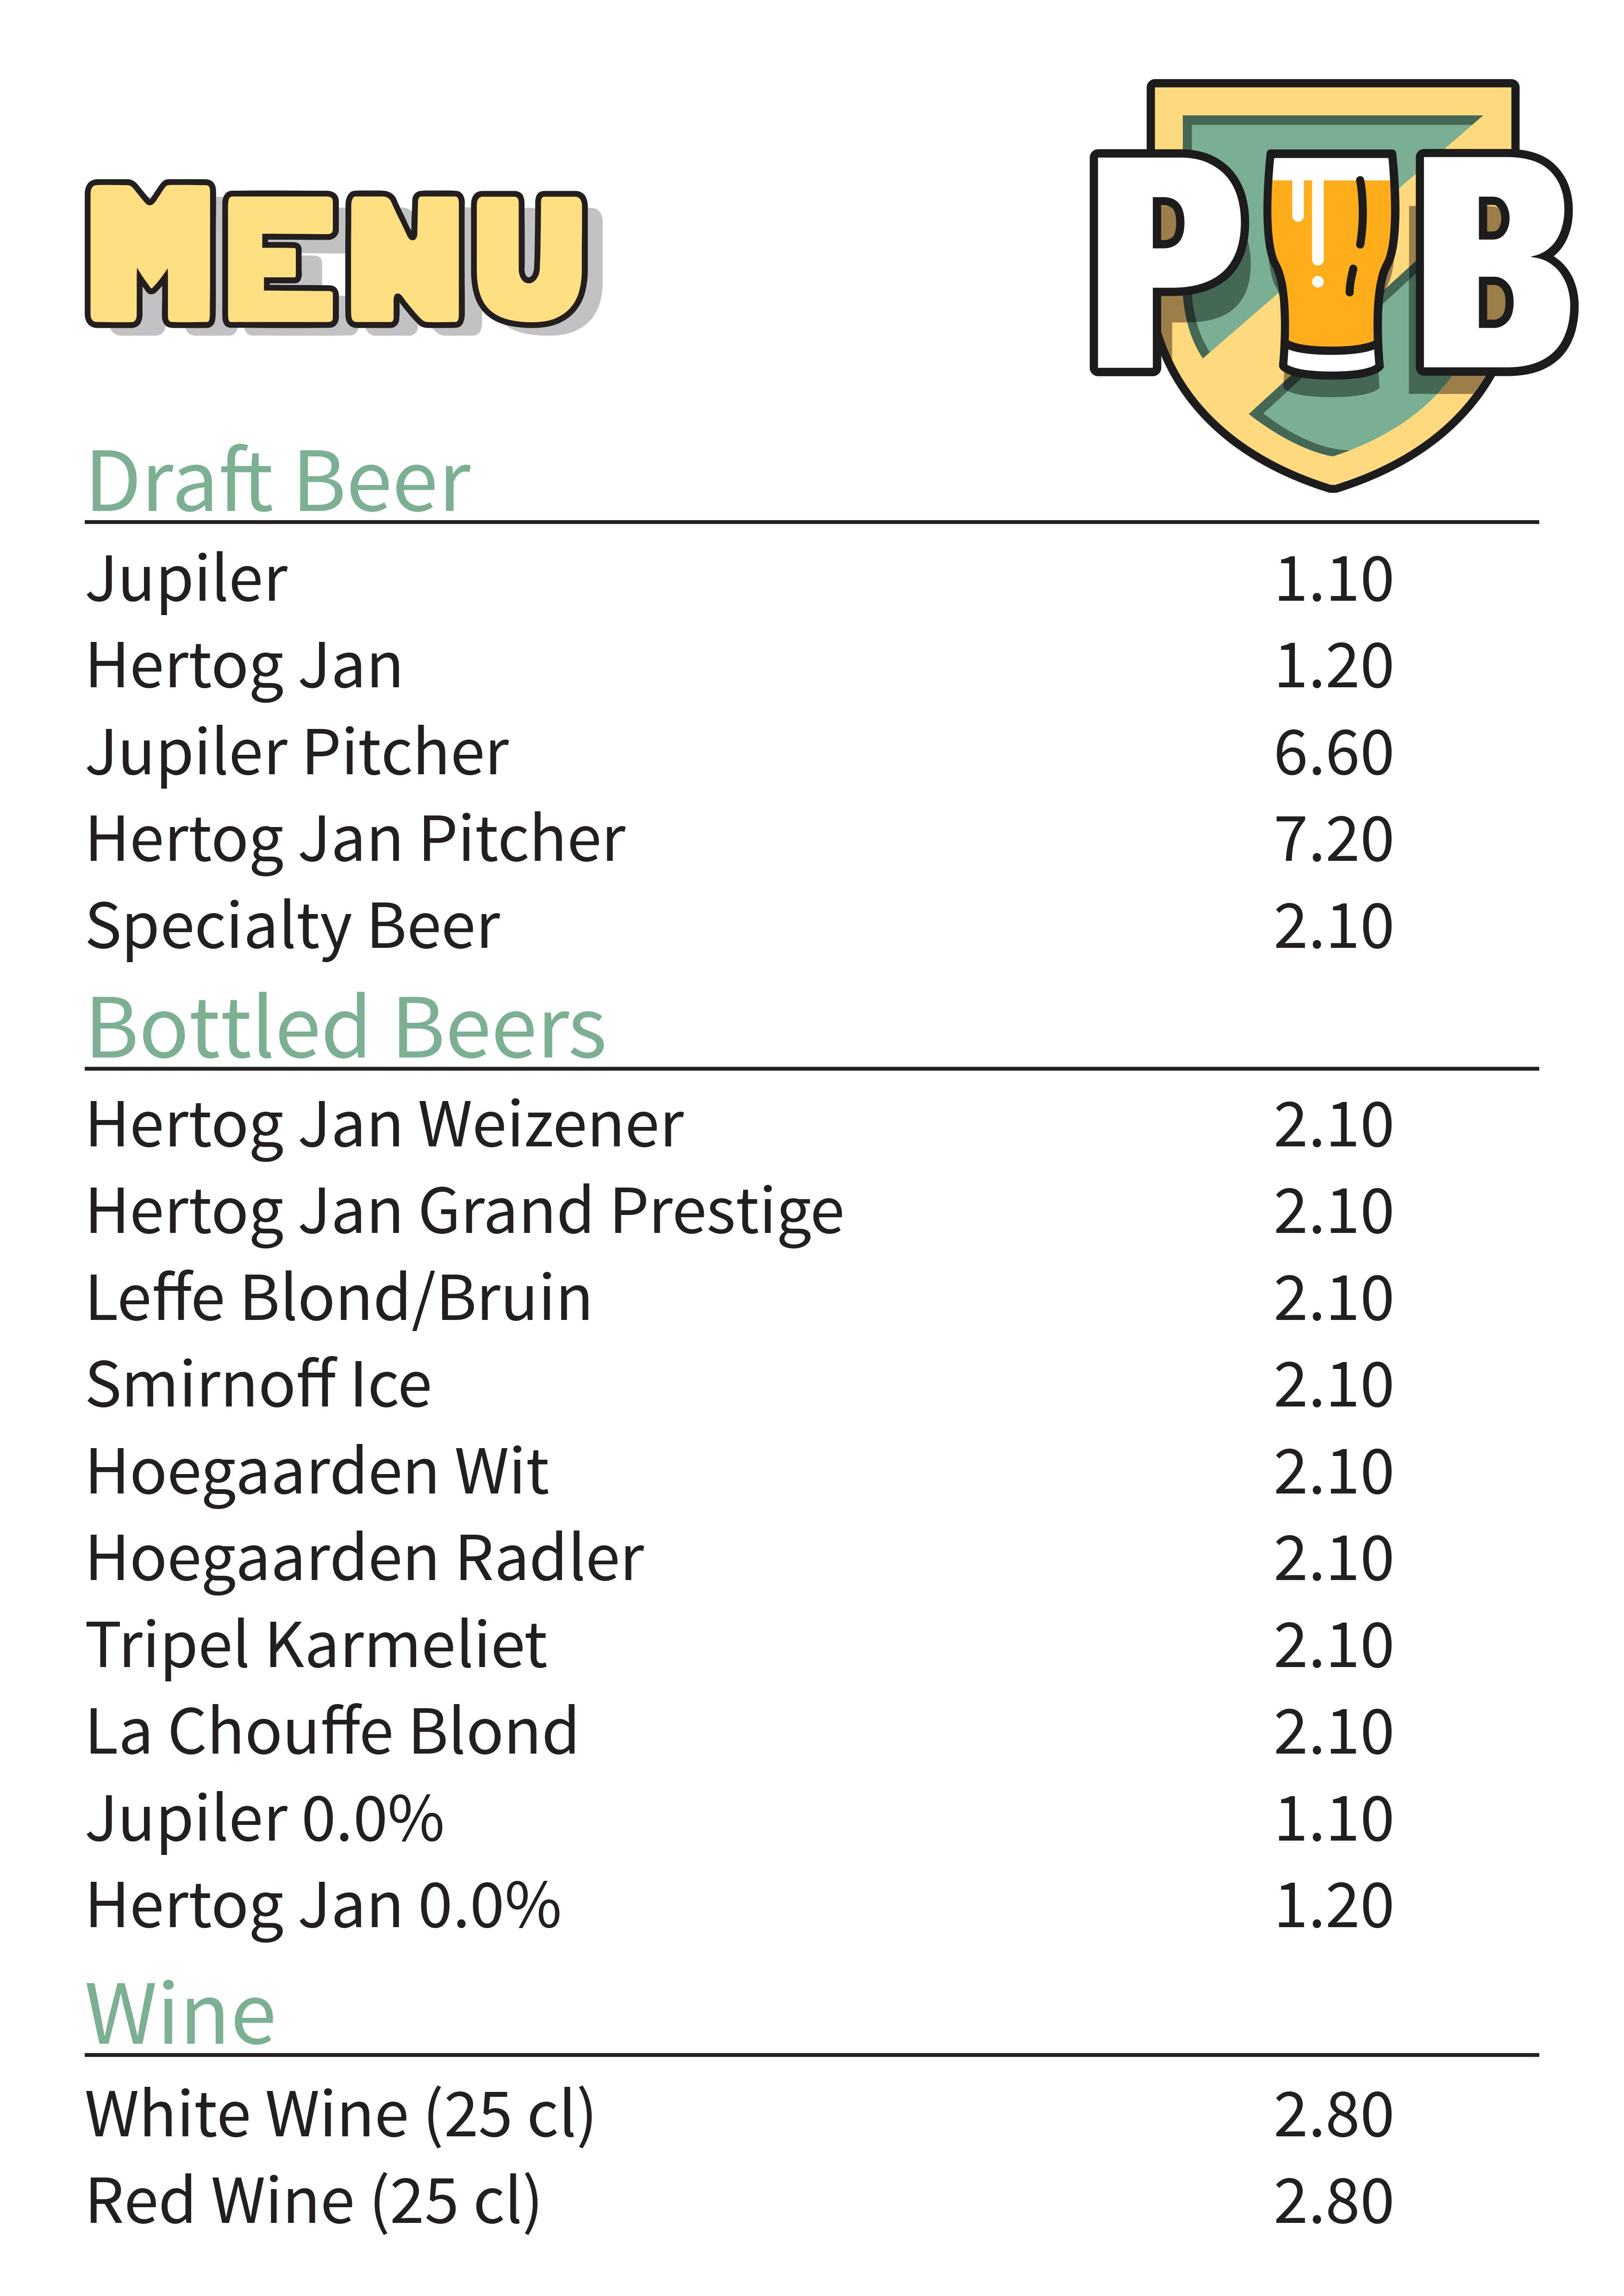 MENU
PUB
Draft Beer
Jupiler 1.10
Hertog Jan 1.20
Jupiler Pitcher 6.60
Hertog Jan Pitcher 7.20
Specialty Beer 2.10
Bottled Beers
Hertog Jan Weizener 2.10
Hertog Jan Grand Prestige 2.10
Leffe Blond/Bruin 2.10
Smirnoff Ice 2.10
Hoegaarden Wit 2.10
Hoegaarden Radler 2.10
Tripel Karmeliet 2.10
La Chouffe Blond 2.10
Jupiler 0.0% 1.10
Hertog Jan 0.0% 1.20
Wine
White Wine (25 cl) 2.80
Red Wine (25 cl) 2.80